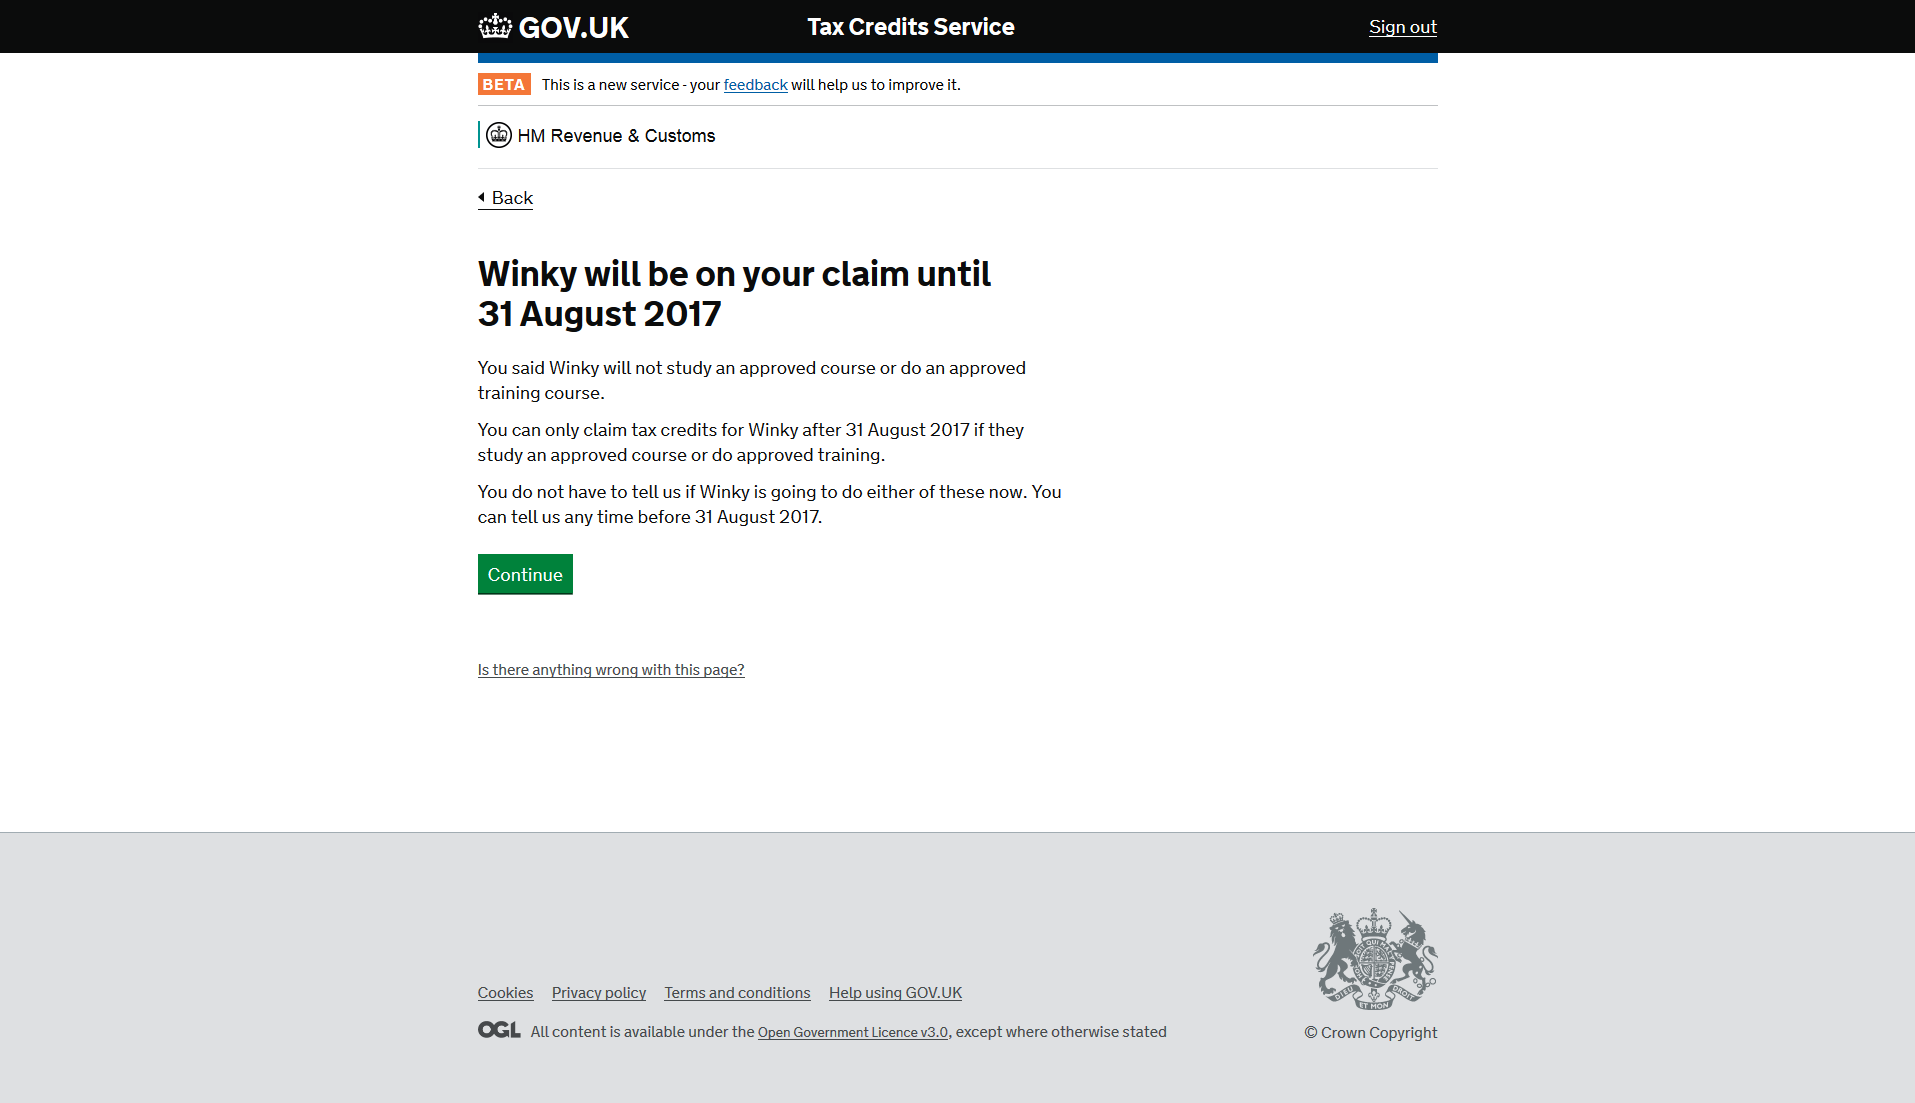 GOV.UK Tax Credits Service Sign out
BETA This is a new service - your feedback will help us to improve it.
HM Revenue & Customs
Back
Winky will be on your claim until
31 August 2017
You said Winky will not study an approved course or do an approved
training course.
You can only claim tax credits for Winky after 31 August 2017 if they
study an approved course or do approved training.
You do not have to tell us if Winky is going to do either of these now. You
can tell us any time before 31 August 2017.
Continue
Is there anything wrong with this page?
Cookies Privacy policy Terms and conditions Help using GOV.UK
OGL All content is available under the Open Government Licence v3.0, except where otherwise stated
DIEU ET MON DROIT
© Crown Copyright